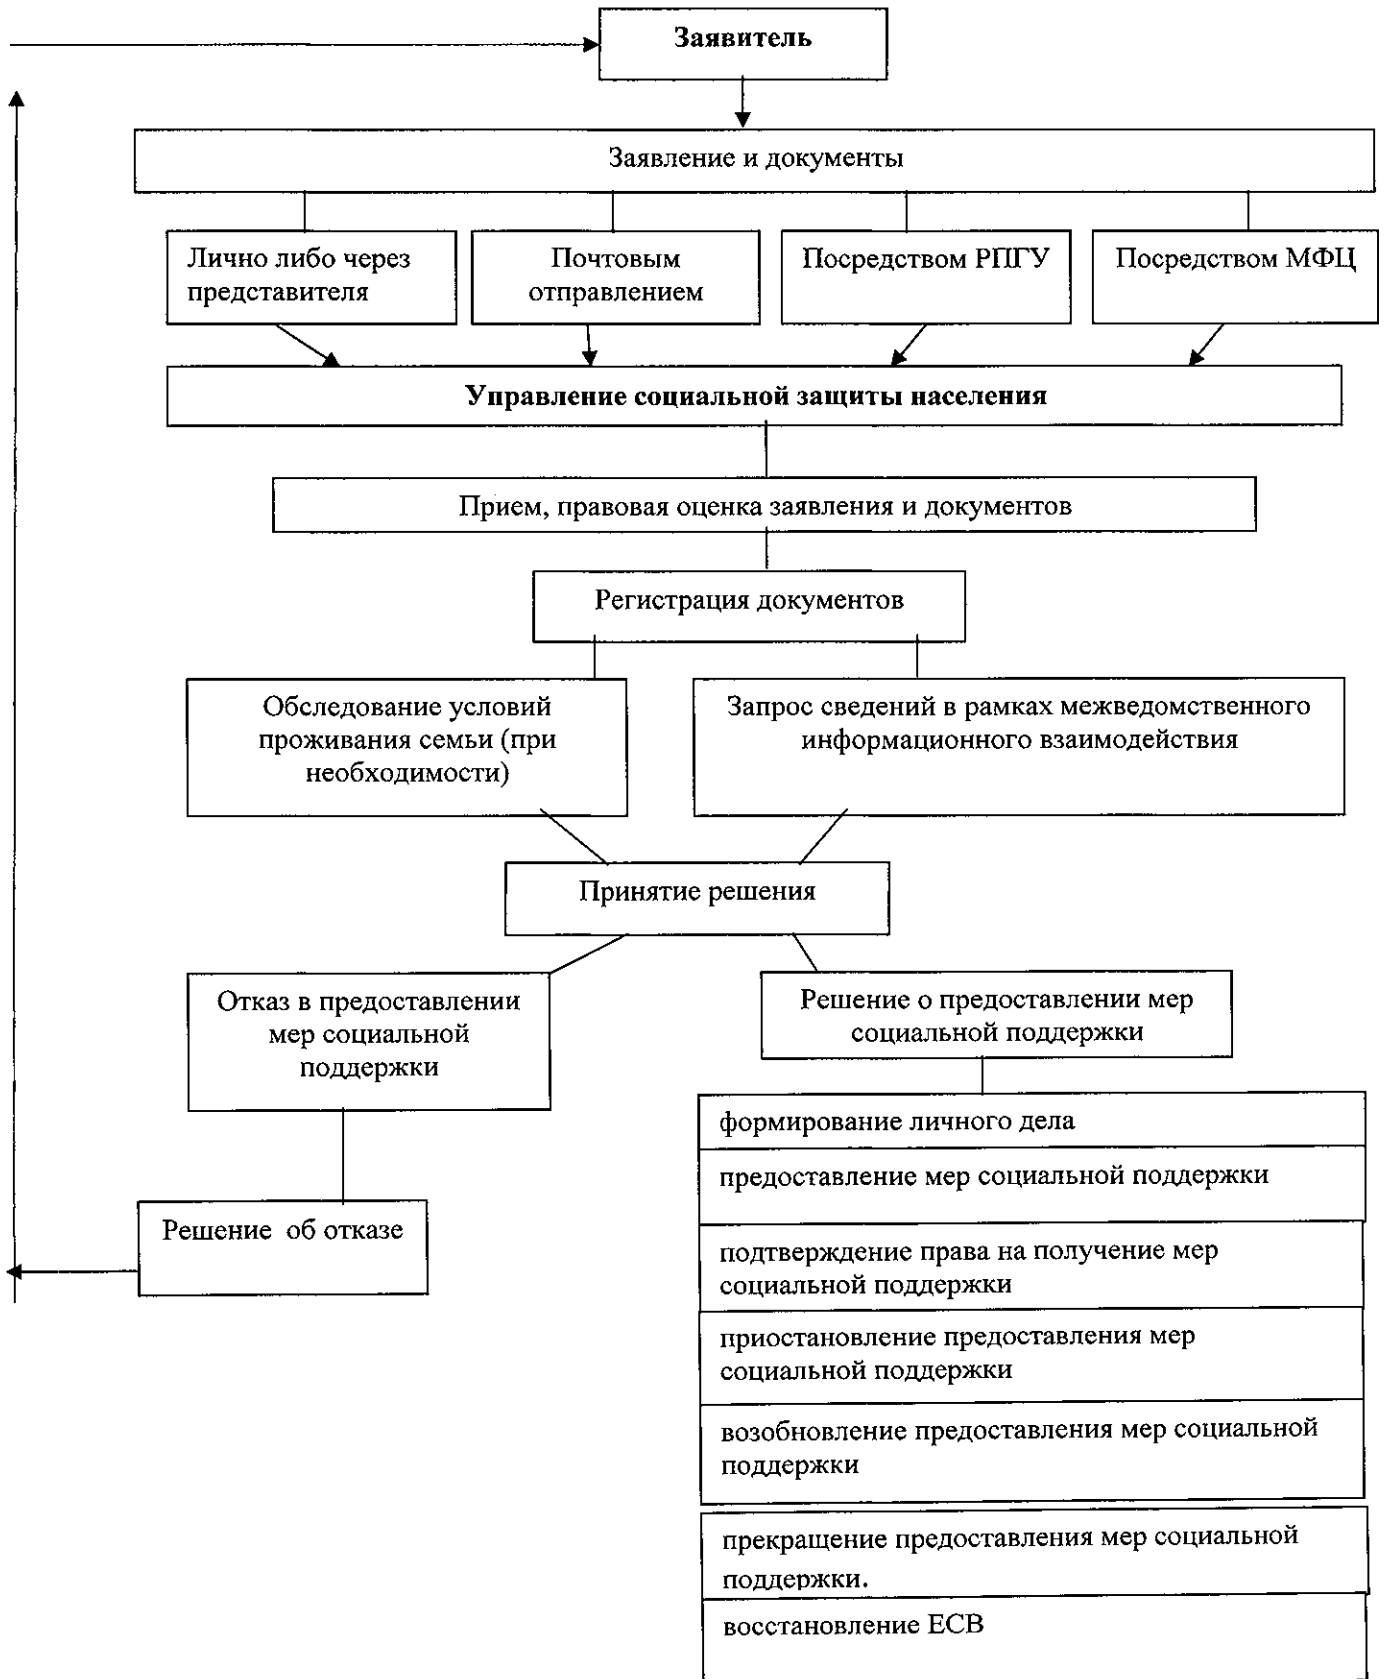 Заявитель
Заявление и документы
Лично либо через
представителя
Почтовым
отправлением
Посредством РПГУ
Посредством МФЦ
Управление социальной защиты населения
Прием, правовая оценка заявления и документов
Регистрация документов
Обследование условий
проживания семьи (при
необходимости)
Запрос сведений в рамках межведомственного
информационного взаимодействия
Принятие решения
Отказ в предоставлении
мер социальной
поддержки
Решение о предоставлении мер
социальной поддержки
Решение об отказе
формирование личного дела
предоставление мер социальной поддержки
подтверждение права на получение мер
социальной поддержки
приостановление предоставления мер
социальной поддержки
возобновление предоставления мер социальной
поддержки
прекращение предоставления мер социальной
поддержки.
восстановление ЕСВ